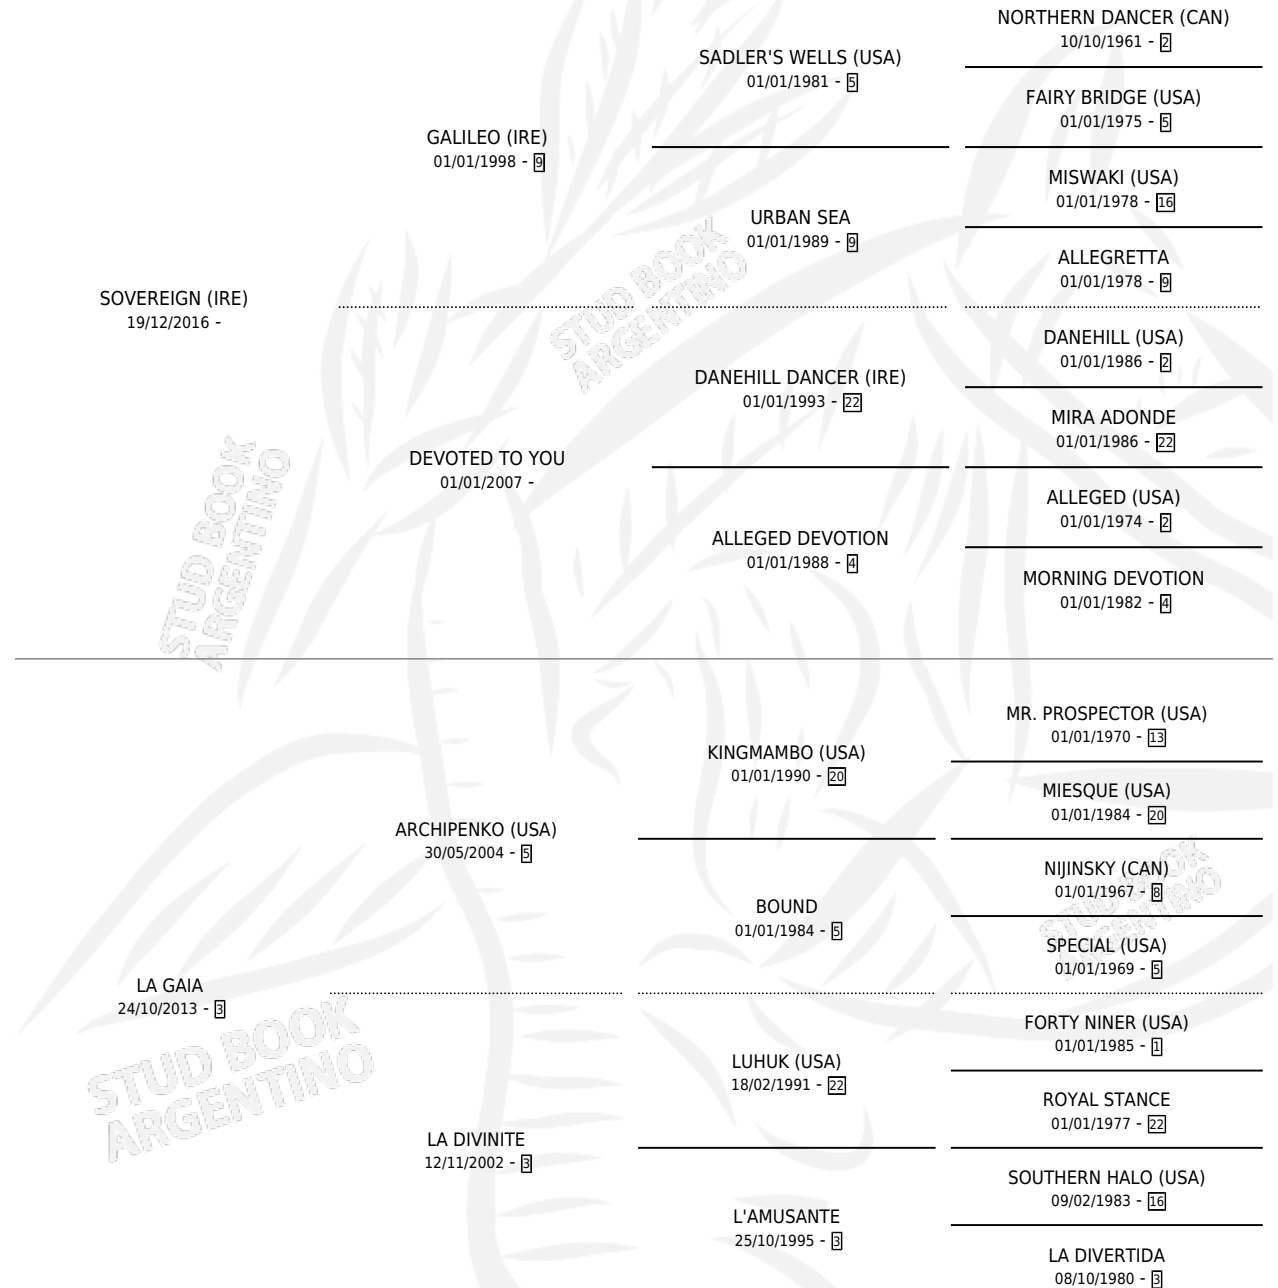 NORTHERN DANCER (CAN)
10/10/1961 - 2
SADLER'S WELLS (USA)
01/01/1981 - 5
FAIRY BRIDGE (USA)
01/01/1975 - 5
GALILEO (IRE)
01/01/1998 - 9
MISWAKI (USA)
01/01/1978 - 16
URBAN SEA
01/01/1989 - 9
ALLEGRETTA
01/01/1978 - 9
SOVEREIGN (IRE)
19/12/2016 -
DANEHILL (USA)
01/01/1986 - 2
DANEHILL DANCER (IRE)
01/01/1993 - 22
MIRA ADONDE
01/01/1986 - 22
DEVOTED TO YOU
01/01/2007 -
ALLEGED (USA)
01/01/1974 - 2
ALLEGED DEVOTION
01/01/1988 - 4
MORNING DEVOTION
01/01/1982 - 4
MR. PROSPECTOR (USA)
01/01/1970 - 13
KINGMAMBO (USA)
01/01/1990 - 20
MIESQUE (USA)
01/01/1984 - 20
ARCHIPENKO (USA)
30/05/2004 - 5
NIJINSKY (CAN)
01/01/1967 - 8
BOUND
01/01/1984 - 5
SPECIAL (USA)
01/01/1969 - 5
LA GAIA
24/10/2013 - 3
FORTY NINER (USA)
01/01/1985 - 1
LUHUK (USA)
18/02/1991 - 22
ROYAL STANCE
01/01/1977 - 22
LA DIVINITE
12/11/2002 - 3
SOUTHERN HALO (USA)
09/02/1983 - 16
L'AMUSANTE
25/10/1995 - 3
LA DIVERTIDA
08/10/1980 - 3
STUD BOOK
ARGENTINO
STUD BOOK
ARGENTINO
STUD BOOK
ARGENTINO
STUD BOOK
ARGENTINO